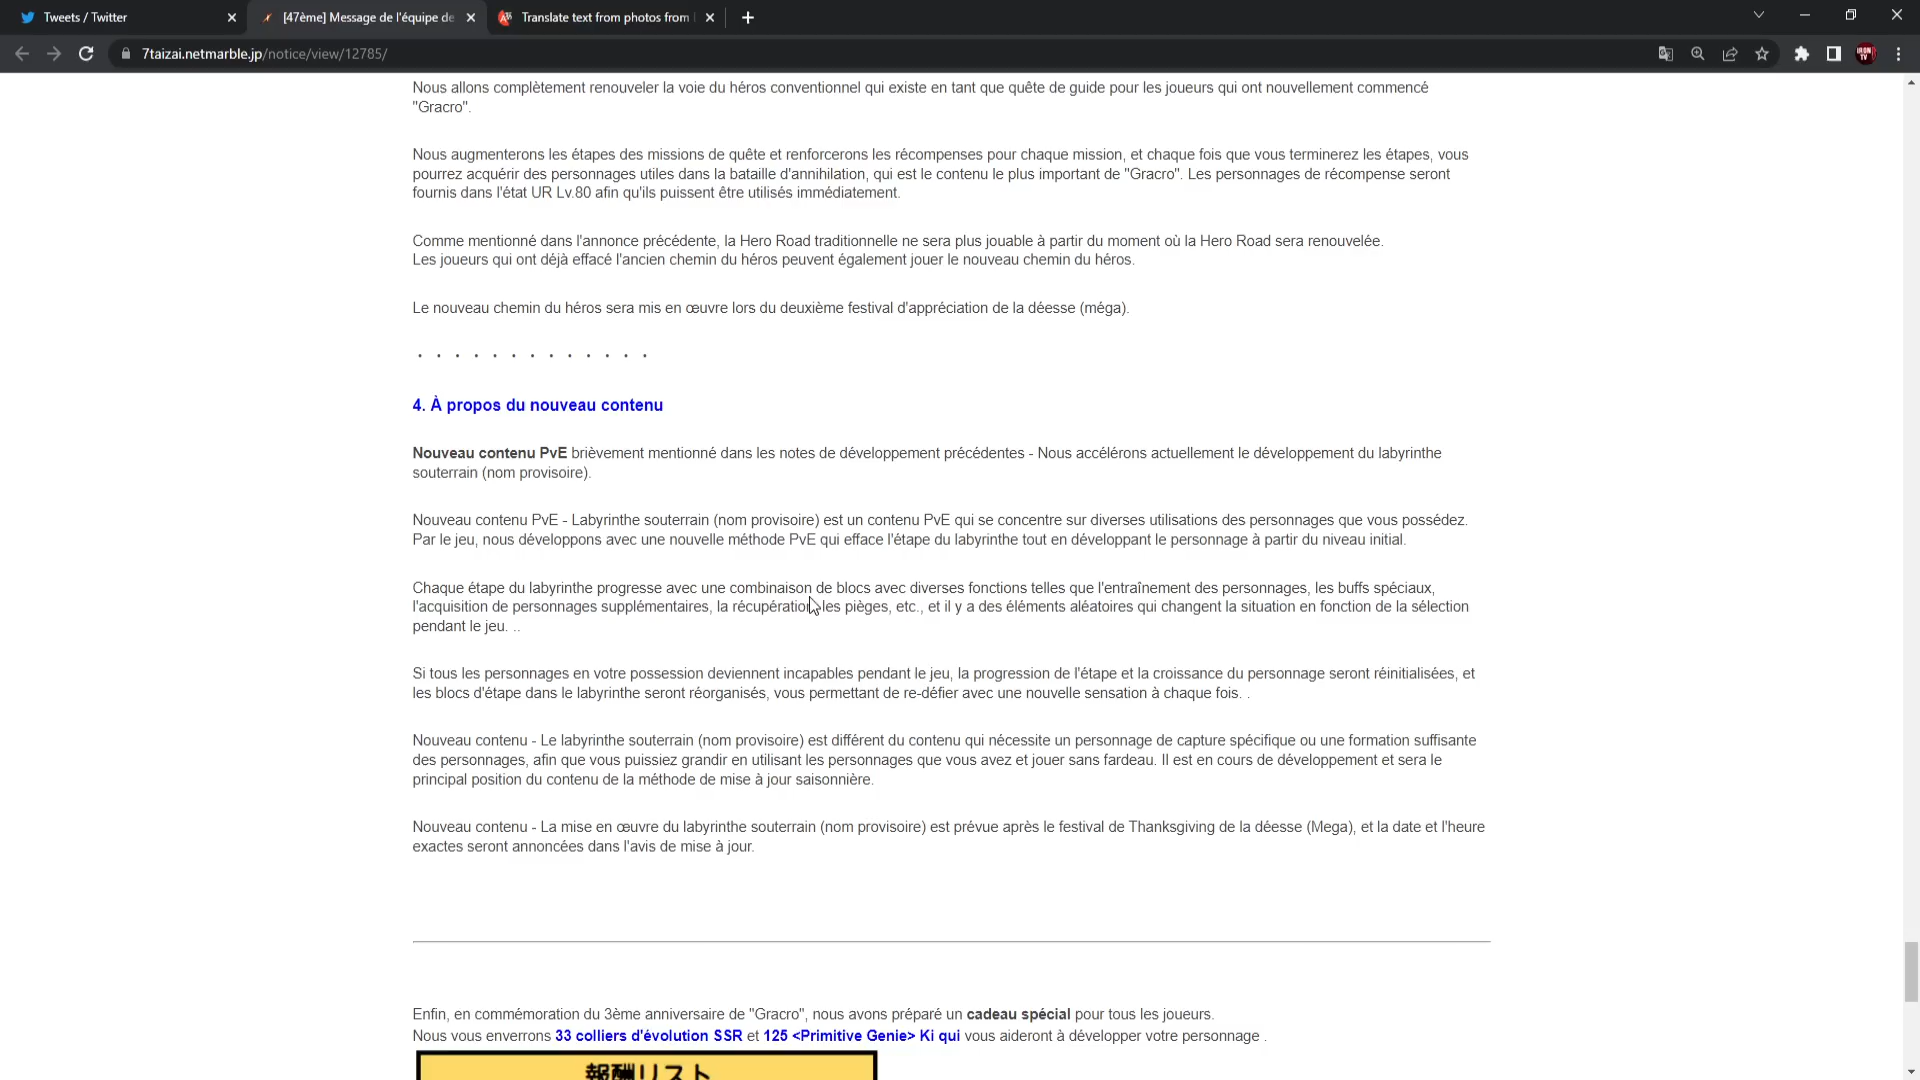 Tweets / Twitter
[47ème] Message de l'équipe de
Translate text from photos from
7taizai.netmarble.jp/notice/view/12785/
Nous allons complètement renouveler la voie du héros conventionnel qui existe en tant que quête de guide pour les joueurs qui ont nouvellement commencé
"Gracro".
Nous augmenterons les étapes des missions de quête et renforcerons les récompenses pour chaque mission, et chaque fois que vous terminerez les étapes, vous
pourrez acquérir des personnages utiles dans la bataille d'annihilation, qui est le contenu le plus important de "Gracro". Les personnages de récompense seront
fournis dans l'état UR Lv.80 afin qu'ils puissent être utilisés immédiatement.
Comme mentionné dans l'annonce précédente, la Hero Road traditionnelle ne sera plus jouable à partir du moment où la Hero Road sera renouvelée.
Les joueurs qui ont déjà effacé l'ancien chemin du héros peuvent également jouer le nouveau chemin du héros.
Le nouveau chemin du héros sera mis en œuvre lors du deuxième festival d'appréciation de la déesse (méga).
・・・・・・・・・・・・・
4. À propos du nouveau contenu
Nouveau contenu PvE brièvement mentionné dans les notes de développement précédentes - Nous accélérons actuellement le développement du labyrinthe
souterrain (nom provisoire).
Nouveau contenu PvE - Labyrinthe souterrain (nom provisoire) est un contenu PvE qui se concentre sur diverses utilisations des personnages que vous possédez.
Par le jeu, nous développons avec une nouvelle méthode PvE qui efface l'étape du labyrinthe tout en développant le personnage à partir du niveau initial.
Chaque étape du labyrinthe progresse avec une combinaison de blocs avec diverses fonctions telles que l'entraînement des personnages, les buffs spéciaux,
l'acquisition de personnages supplémentaires, la récupération, les pièges, etc., et il y a des éléments aléatoires qui changent la situation en fonction de la sélection
pendant le jeu. ..
Si tous les personnages en votre possession deviennent incapables pendant le jeu, la progression de l'étape et la croissance du personnage seront réinitialisées, et
les blocs d'étape dans le labyrinthe seront réorganisés, vous permettant de re-défier avec une nouvelle sensation à chaque fois. .
Nouveau contenu - Le labyrinthe souterrain (nom provisoire) est différent du contenu qui nécessite un personnage de capture spécifique ou une formation suffisante
des personnages, afin que vous puissiez grandir en utilisant les personnages que vous avez et jouer sans fardeau. Il est en cours de développement et sera le
principal position du contenu de la méthode de mise à jour saisonnière.
Nouveau contenu - La mise en œuvre du labyrinthe souterrain (nom provisoire) est prévue après le festival de Thanksgiving de la déesse (Mega), et la date et l'heure
exactes seront annoncées dans l'avis de mise à jour.
Enfin, en commémoration du 3ème anniversaire de "Gracro", nous avons préparé un cadeau spécial pour tous les joueurs.
Nous vous enverrons 33 colliers d'évolution SSR et 125 <Primitive Genie> Ki qui vous aideront à développer votre personnage .
報酬リスト